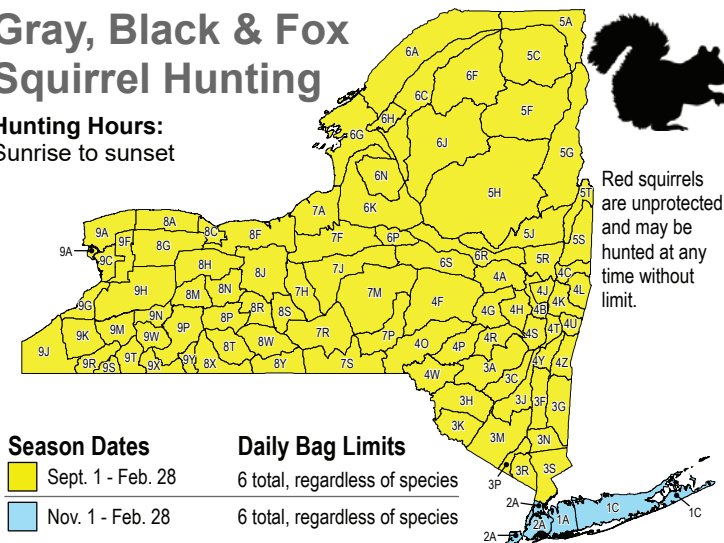 Gray, Black & Fox
Squirrel Hunting
Hunting Hours:
Sunrise to sunset
Red squirrels
are unprotected
and may be
hunted at any
time without
limit.
5A
6A
5C
6F
6C
5F
6H
6G
6J
5G
6N
5H
5T
6K
7A
9A
8A
8C
8F
7F
6P
5J
5S
9F
8G
9A
9C
6R
6S
5R
8H
8J
7J
4A
4C
9H
8M
8N
7H
7M
4F
4J
4L
4K
9G
9N
8P
8R
8S
4G
4H
4B
9K
9M
9W
9P
7R
7P
4R
4S
4T
4U
9J
8T
8W
4O
4P
9R
9S
9T
9X
9Y
8X
8Y
7S
4W
3A
4Y
4Z
3C
3H
3J
3F
3G
3K
3M
3N
3R
3S
3P
Season Dates
Daily Bag Limits
Sept. 1 - Feb. 28
6 total, regardless of species
Nov. 1 - Feb. 28
6 total, regardless of species
2A
2A
2A
1A
1C
1C